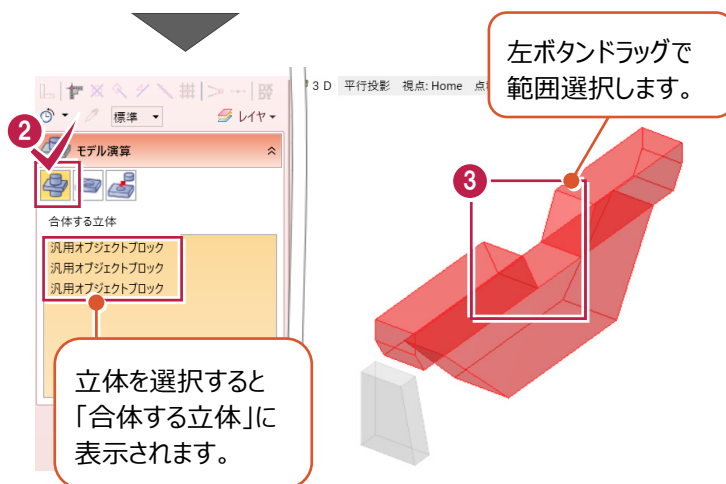 3 D 平行投影 視点: Home
左ボタンドラッグで
範囲選択します。
標準
レイヤ
2
モデル演算
3
合体する立体
汎用オブジェクトブロック
汎用オブジェクトブロック
汎用オブジェクトブロック
立体を選択すると
「合体する立体」に
表示されます。